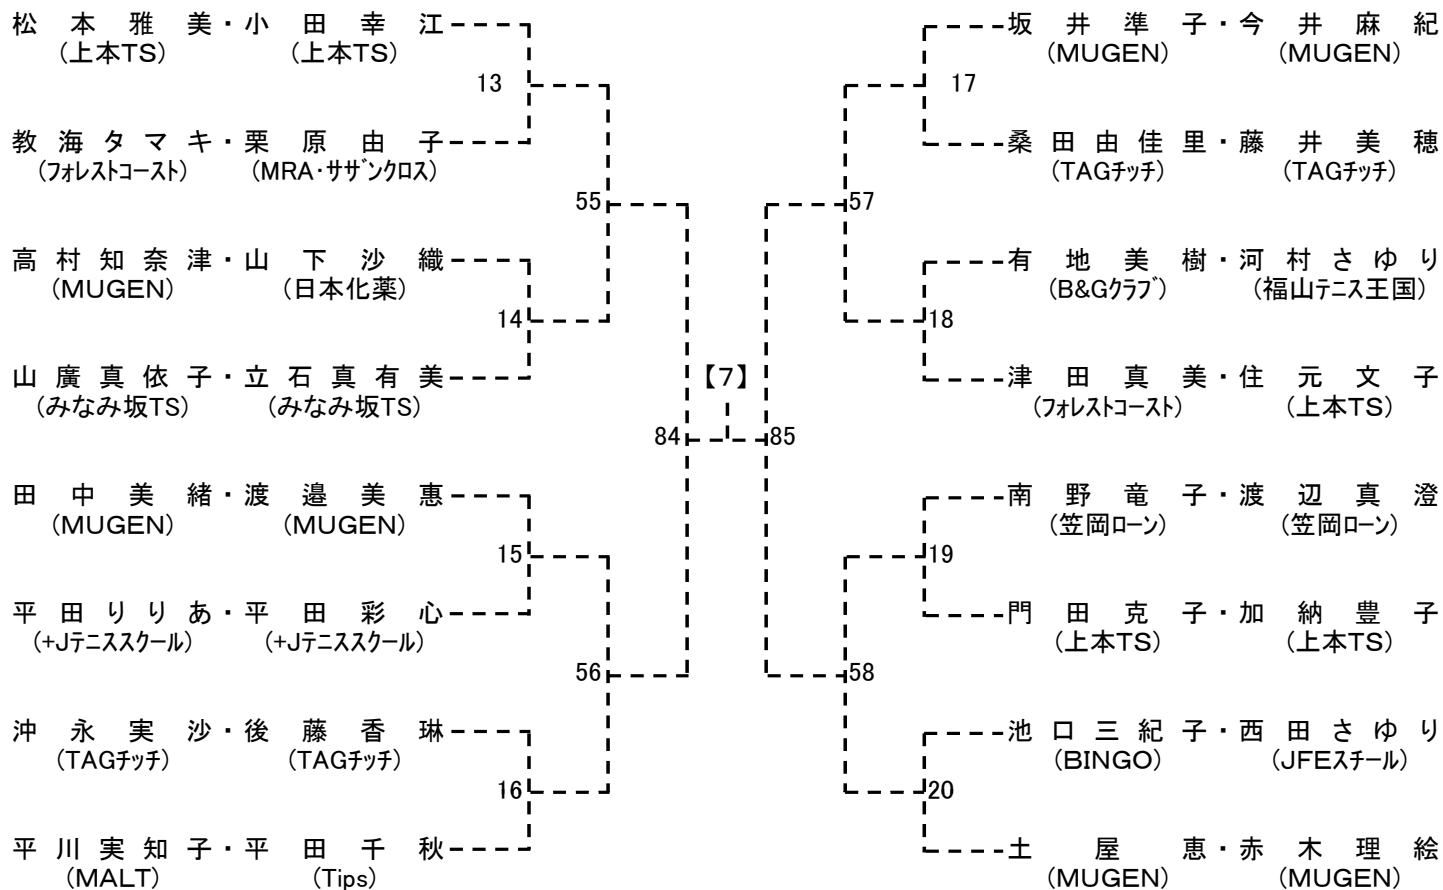 松本雅美・小田幸江
(上本TS) (上本TS)
13
教海タマキ・栗原由子
(フォレストコースト) (MRA・サザンクロス)
55
高村知奈津・山下沙織
(MUGEN) (日本化薬)
14
山廣真依子・立石真有美
(みなみ坂TS) (みなみ坂TS)
84
田中美緒・渡邉美惠
(MUGEN) (MUGEN)
15
平田りりあ・平田彩心
(+Jテニススクール) (+Jテニススクール)
56
沖永実沙・後藤香琳
(TAGチッチ) (TAGチッチ)
16
平川実知子・平田千秋
(MALT) (Tips)
【7】
坂井準子・今井麻紀
(MUGEN) (MUGEN)
17
桑田由佳里・藤井美穂
(TAGチッチ) (TAGチッチ)
57
有地美樹・河村さゆり
(B&Gクラブ) (福山テニス王国)
18
津田真美・住元文子
(フォレストコースト) (上本TS)
85
南野竜子・渡辺真澄
(笠岡ローン) (笠岡ローン)
19
門田克子・加納豊子
(上本TS) (上本TS)
58
池口三紀子・西田さゆり
(BINGO) (JFEスチール)
20
土屋恵・赤木理絵
(MUGEN) (MUGEN)